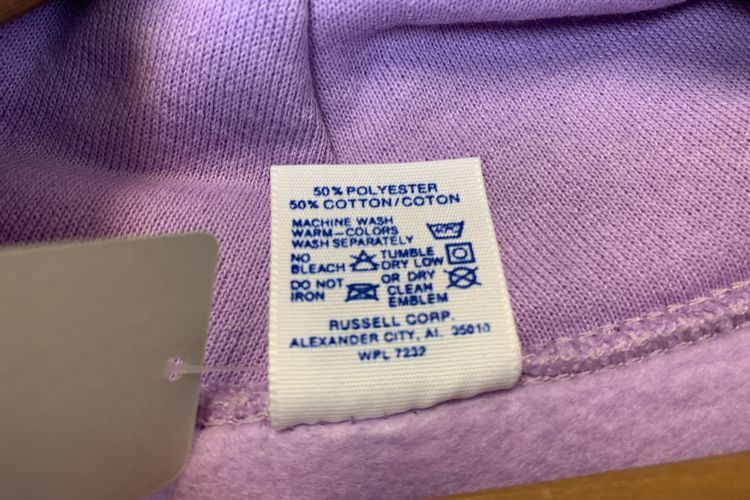 50% POLYESTER
50% COTTON/COTON
MACHINE WASH
WARM-COLORS
WASH SEPARATELY
NO BLEACH
TUMBLE DRY LOW
DO NOT IRON
OR DRY CLEAN EMBLEM
RUSSELL CORP.
ALEXANDER CITY, AL. 35010
WPL 7232